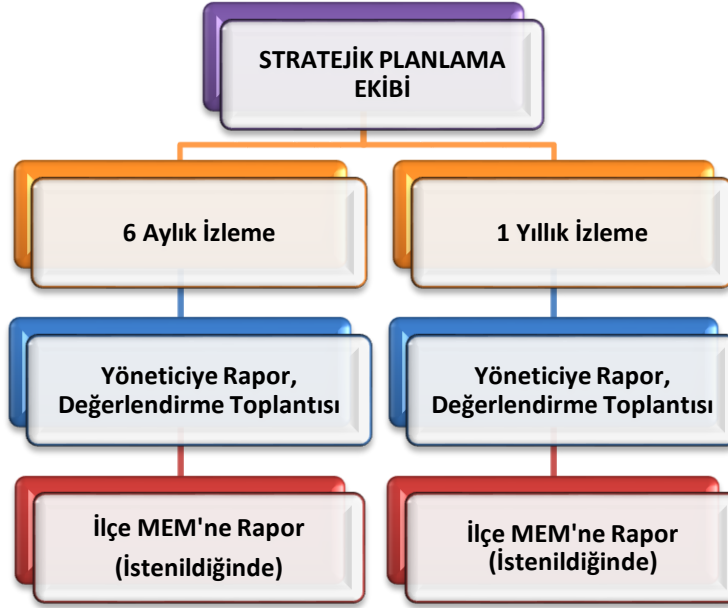 STRATEJİK PLANLAMA
EKİBİ
6 Aylık İzleme
1 Yıllık İzleme
Yöneticiye Rapor,
Değerlendirme Toplantısı
Yöneticiye Rapor,
Değerlendirme Toplantısı
İlçe MEM'ne Rapor
(İstenildiğinde)
İlçe MEM'ne Rapor
(İstenildiğinde)